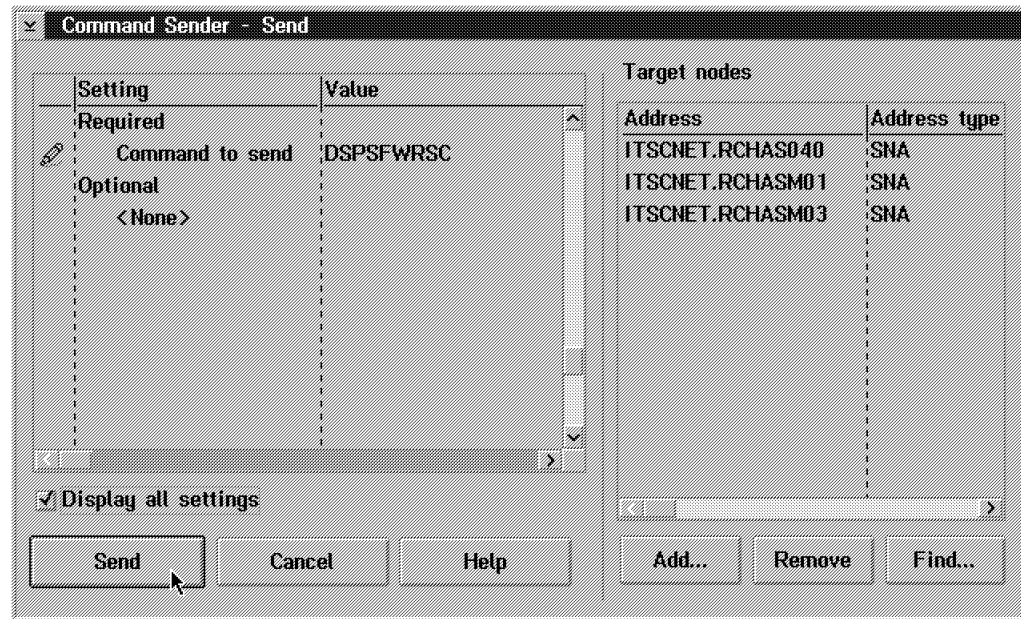 Command Sender - Send
Setting Value
Required
Command to send DSPSFWRSC
Optional
<None>
Display all settings
Send Cancel Help
Target nodes
Address Address type
ITSCNET.RCHAS040 SNA
ITSCNET.RCHASM01 SNA
ITSCNET.RCHASM03 SNA
Add... Remove Find...